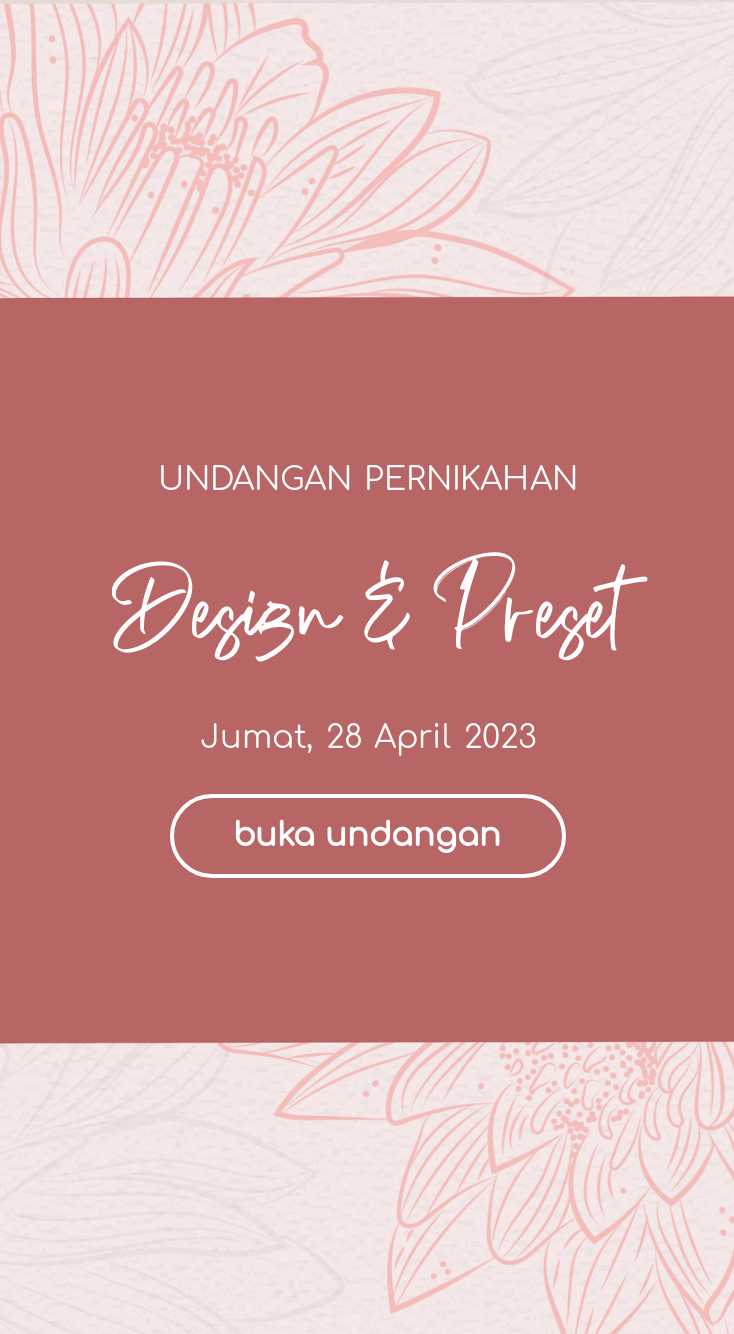 UNDANGAN PERNIKAHAN
Design & Preset
Jumat, 28 April 2023
buka undangan